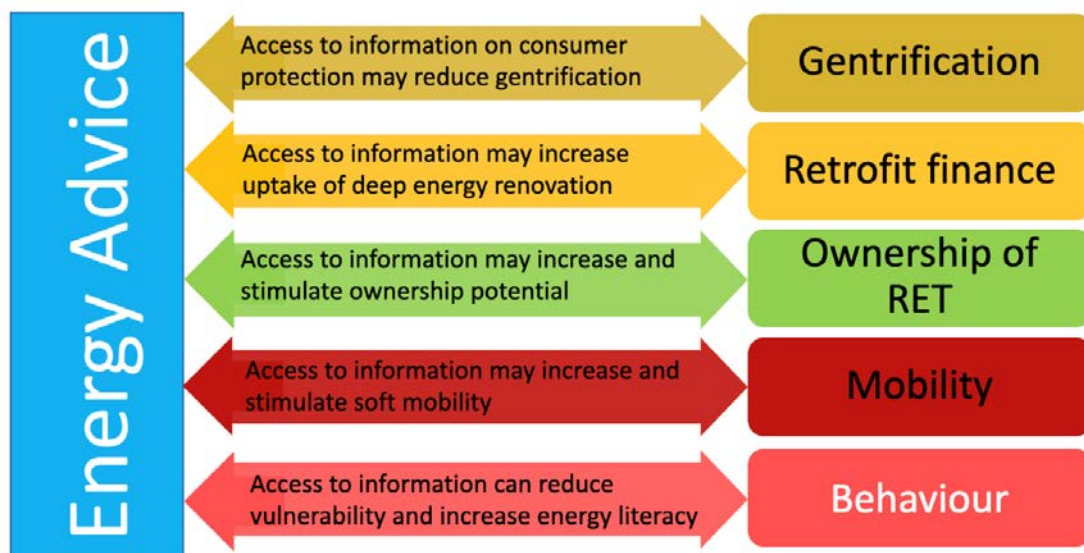 Energy Advice
Access to information on consumer
protection may reduce gentrification
Gentrification
Access to information may increase
uptake of deep energy renovation
Retrofit finance
Access to information may increase and
stimulate ownership potential
Ownership of
RET
Access to information may increase and
stimulate soft mobility
Mobility
Access to information can reduce
vulnerability and increase energy literacy
Behaviour